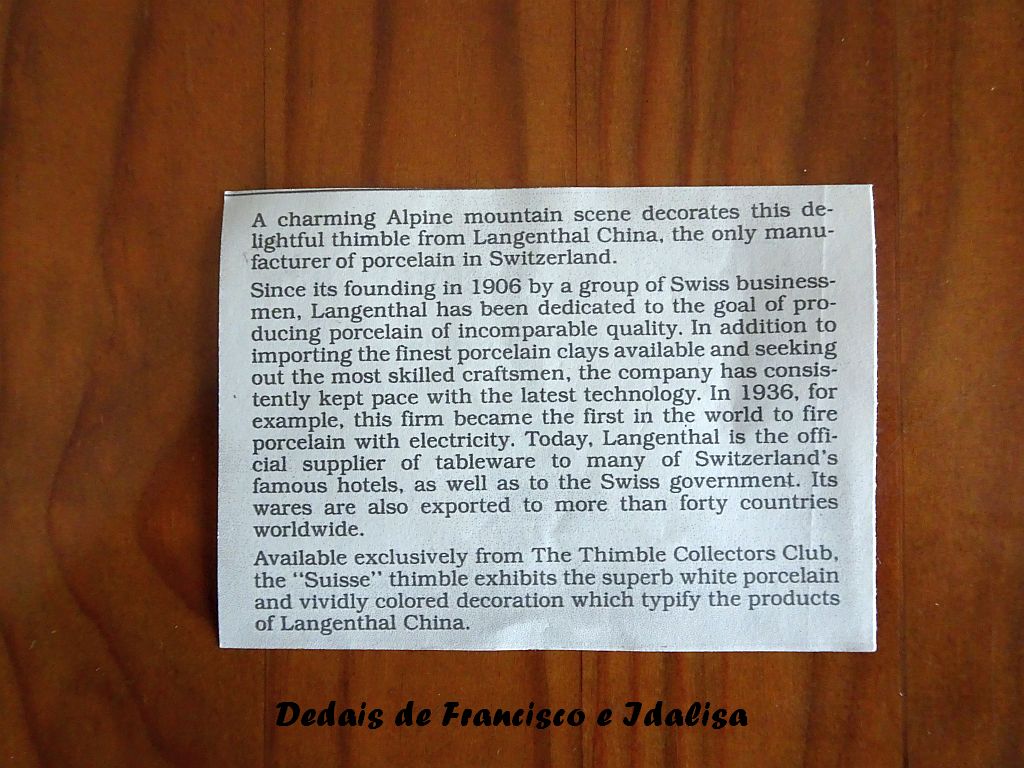 A charming Alpine mountain scene decorates this de-
lightful thimble from Langenthal China, the only manu-
facturer of porcelain in Switzerland.
Since its founding in 1906 by a group of Swiss business-
men, Langenthal has been dedicated to the goal of pro-
ducing porcelain of incomparable quality. In addition to
importing the finest porcelain clays available and seeking
out the most skilled craftsmen, the company has consis-
tently kept pace with the latest technology. In 1936, for
example, this firm became the first in the world to fire
porcelain with electricity. Today, Langenthal is the offi-
cial supplier of tableware to many of Switzerland's
famous hotels, as well as to the Swiss government. Its
wares are also exported to more than forty countries
worldwide.
Available exclusively from The Thimble Collectors Club,
the "Suisse" thimble exhibits the superb white porcelain
and vividly colored decoration which typify the products
of Langenthal China.
Dedais de Francisco e Idalisa